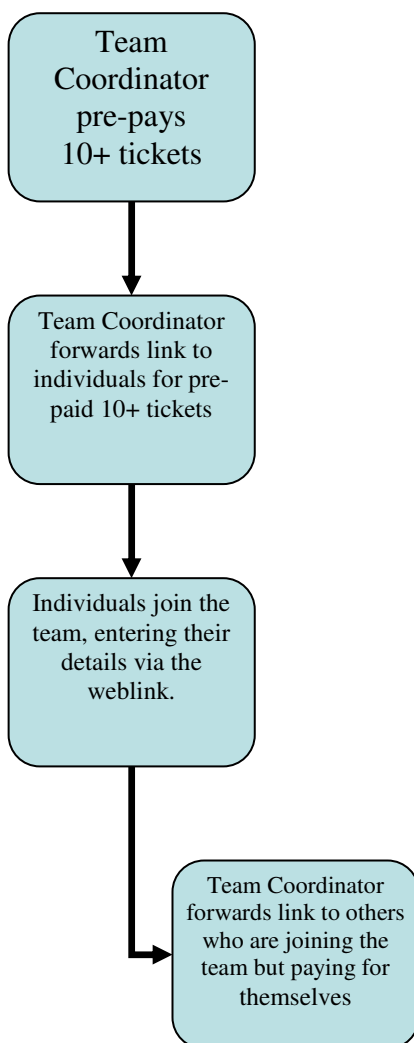 Team
Coordinator
pre-pays
10+ tickets
Team Coordinator
forwards link to
individuals for pre-
paid 10+ tickets
Individuals join the
team, entering their
details via the
weblink.
Team Coordinator
forwards link to others
who are joining the
team but paying for
themselves